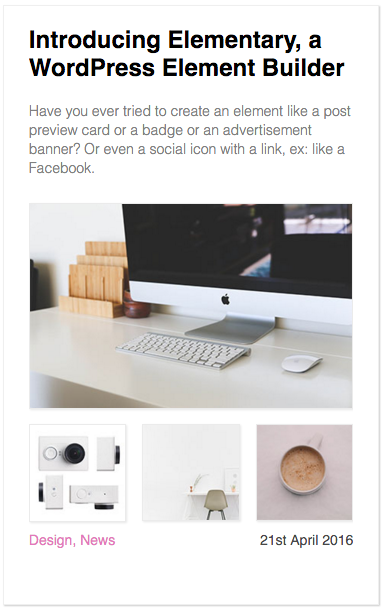 Introducing Elementary, a
WordPress Element Builder
Have you ever tried to create an element like a post
preview card or a badge or an advertisement
banner? Or even a social icon with a link, ex: like a
Facebook.
Design, News
21st April 2016